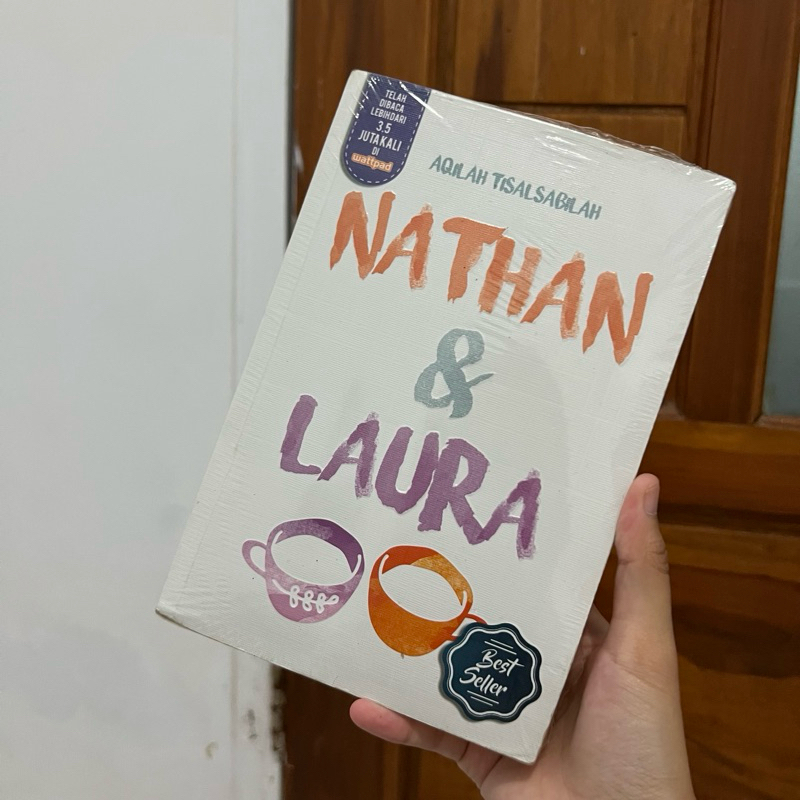 TELAH
DIBACA
LEBIH DARI
3.5
JUTA KALI
DI
wattpad
AQILAH TISALSABILAH
NATHAN
&
LAURA
Best
Seller